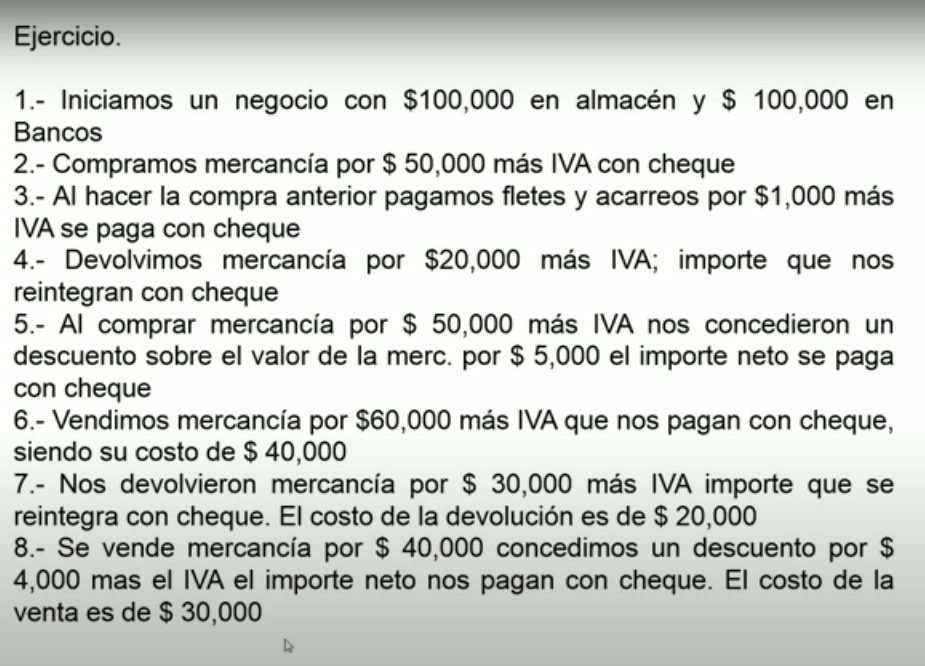 Ejercicio.
1.- Iniciamos un negocio con $100,000 en almacén y $ 100,000 en
Bancos
2.- Compramos mercancía por $ 50,000 más IVA con cheque
3.- Al hacer la compra anterior pagamos fletes y acarreos por $1,000 más
IVA se paga con cheque
4.- Devolvimos mercancía por $20,000 más IVA; importe que nos
reintegran con cheque
5.- Al comprar mercancía por $ 50,000 más IVA nos concedieron un
descuento sobre el valor de la merc. por $ 5,000 el importe neto se paga
con cheque
6.- Vendimos mercancía por $60,000 más IVA que nos pagan con cheque,
siendo su costo de $ 40,000
7.- Nos devolvieron mercancía por $ 30,000 más IVA importe que se
reintegra con cheque. El costo de la devolución es de $ 20,000
8.- Se vende mercancía por $ 40,000 concedimos un descuento por $
4,000 mas el IVA el importe neto nos pagan con cheque. El costo de la
venta es de $ 30,000